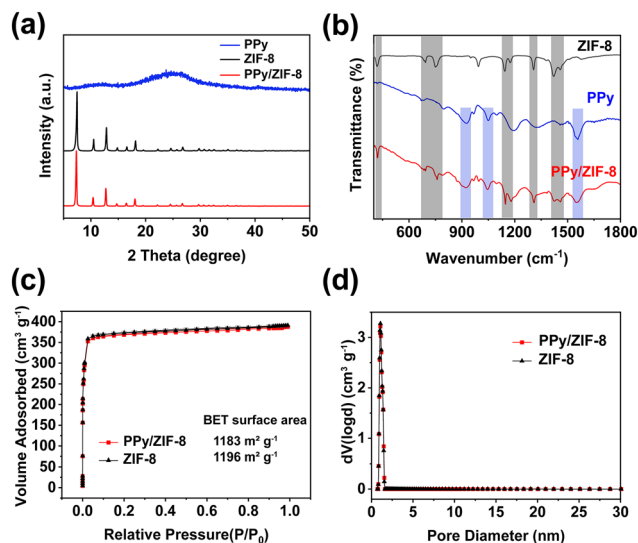 (a)
PPy
ZIF-8
PPy/ZIF-8
Intensity (a.u.)
10 20 30 40 50
2 Theta (degree)
(b)
ZIF-8
PPy
PPy/ZIF-8
Transmittance (%)
600 900 1200 1500 1800
Wavenumber (cm-1)
(c)
400
350
300
250
200
150
100
50
0
Volume Adosorbed (cm3 g-1)
BET surface area
PPy/ZIF-8 1183 m² g-1
ZIF-8 1196 m² g-1
0.0 0.2 0.4 0.6 0.8 1.0
Relative Pressure(P/P0)
(d)
3
2
1
0
dV(logd) (cm3 g-1)
PPy/ZIF-8
ZIF-8
0 5 10 15 20 25 30
Pore Diameter (nm)